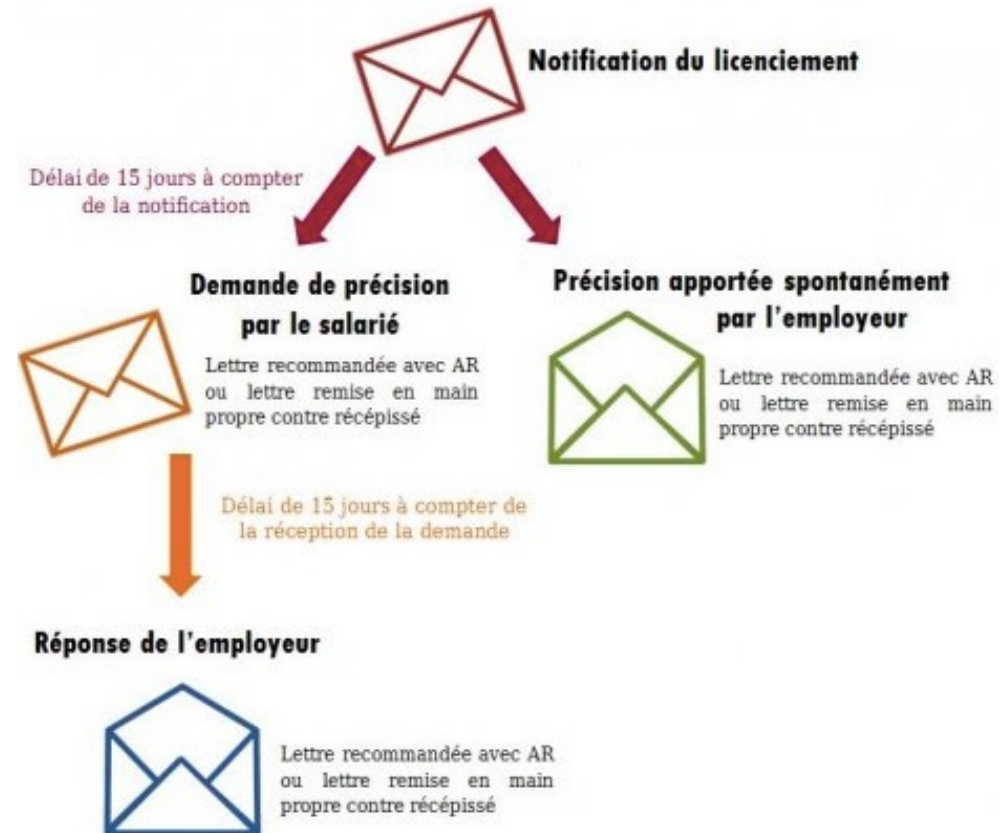 Notification du licenciement
Délai de 15 jours à compter
de la notification
Demande de précision
par le salarié
Lettre recommandée avec AR
ou lettre remise en main
propre contre récépissé
Précision apportée spontanément
par l'employeur
Lettre recommandée avec AR
ou lettre remise en main
propre contre récépissé
Délai de 15 jours à compter de
la réception de la demande
Réponse de l'employeur
Lettre recommandée avec AR
ou lettre remise en main
propre contre récépissé